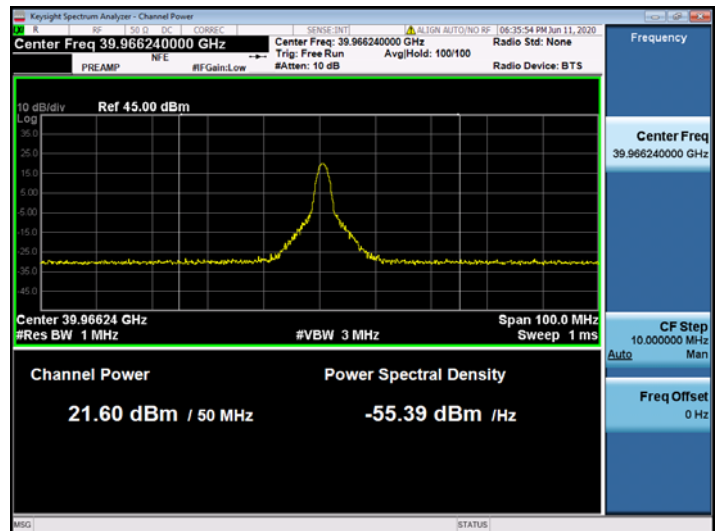 Keysight Spectrum Analyzer - Channel Power
R RF 50 Ω DC CORREC SENSE:INT ALIGN AUTO/NO RF 06:35:54 PM Jun 11, 2020
Center Freq 39.966240000 GHz
Center Freq: 39.966240000 GHz
Radio Std: None
NFE
Trig: Free Run
Avg|Hold: 100/100
PREAMP
#IFGain:Low
#Atten: 10 dB
Radio Device: BTS
10 dB/div
Ref 45.00 dBm
Log
35.0
25.0
15.0
5.00
-5.00
-15.0
-25.0
-35.0
-45.0
Center 39.96624 GHz
Span 100.0 MHz
#Res BW 1 MHz
#VBW 3 MHz
Sweep 1 ms
Channel Power
Power Spectral Density
21.60 dBm / 50 MHz
-55.39 dBm /Hz
Frequency
Center Freq
39.966240000 GHz
CF Step
10.000000 MHz
Auto Man
Freq Offset
0 Hz
MSG
STATUS